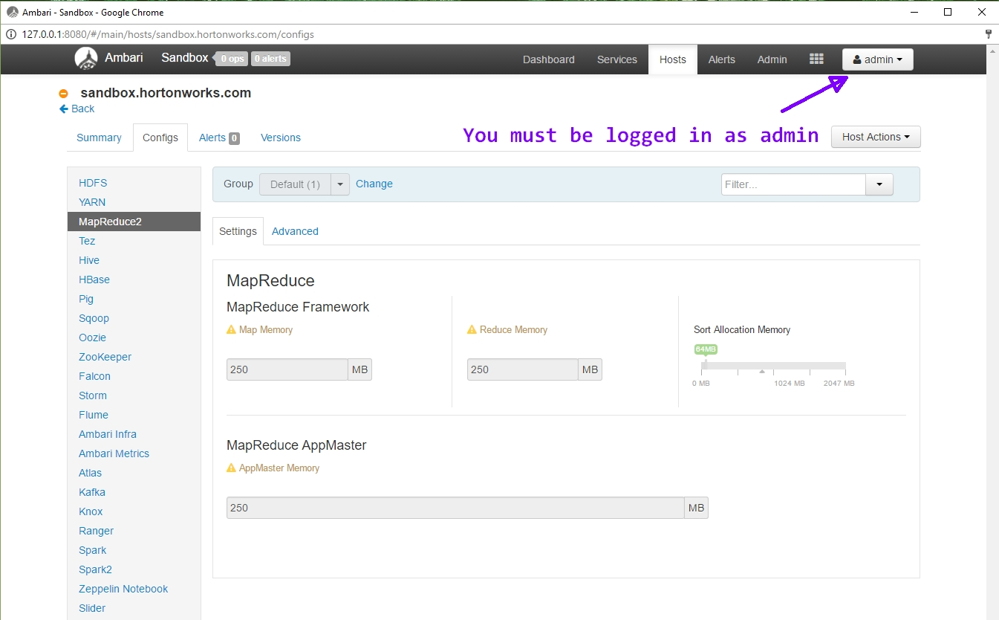 Ambari - Sandbox - Google Chrome
127.0.0.1:8080/#/main/hosts/sandbox.hortonworks.com/configs
Ambari Sandbox 0 ops 0 alerts Dashboard Services Hosts Alerts Admin admin
sandbox.hortonworks.com
Back
Summary Configs Alerts 0 Versions You must be logged in as admin Host Actions
HDFS
YARN
MapReduce2
Tez
Hive
HBase
Pig
Sqoop
Oozie
ZooKeeper
Falcon
Storm
Flume
Ambari Infra
Ambari Metrics
Atlas
Kafka
Knox
Ranger
Spark
Spark2
Zeppelin Notebook
Slider
Group Default (1) Change Filter...
Settings Advanced
MapReduce
MapReduce Framework
Map Memory Reduce Memory Sort Allocation Memory
64MB
250 MB 250 MB
0 MB 1024 MB 2047 MB
MapReduce AppMaster
AppMaster Memory
250 MB